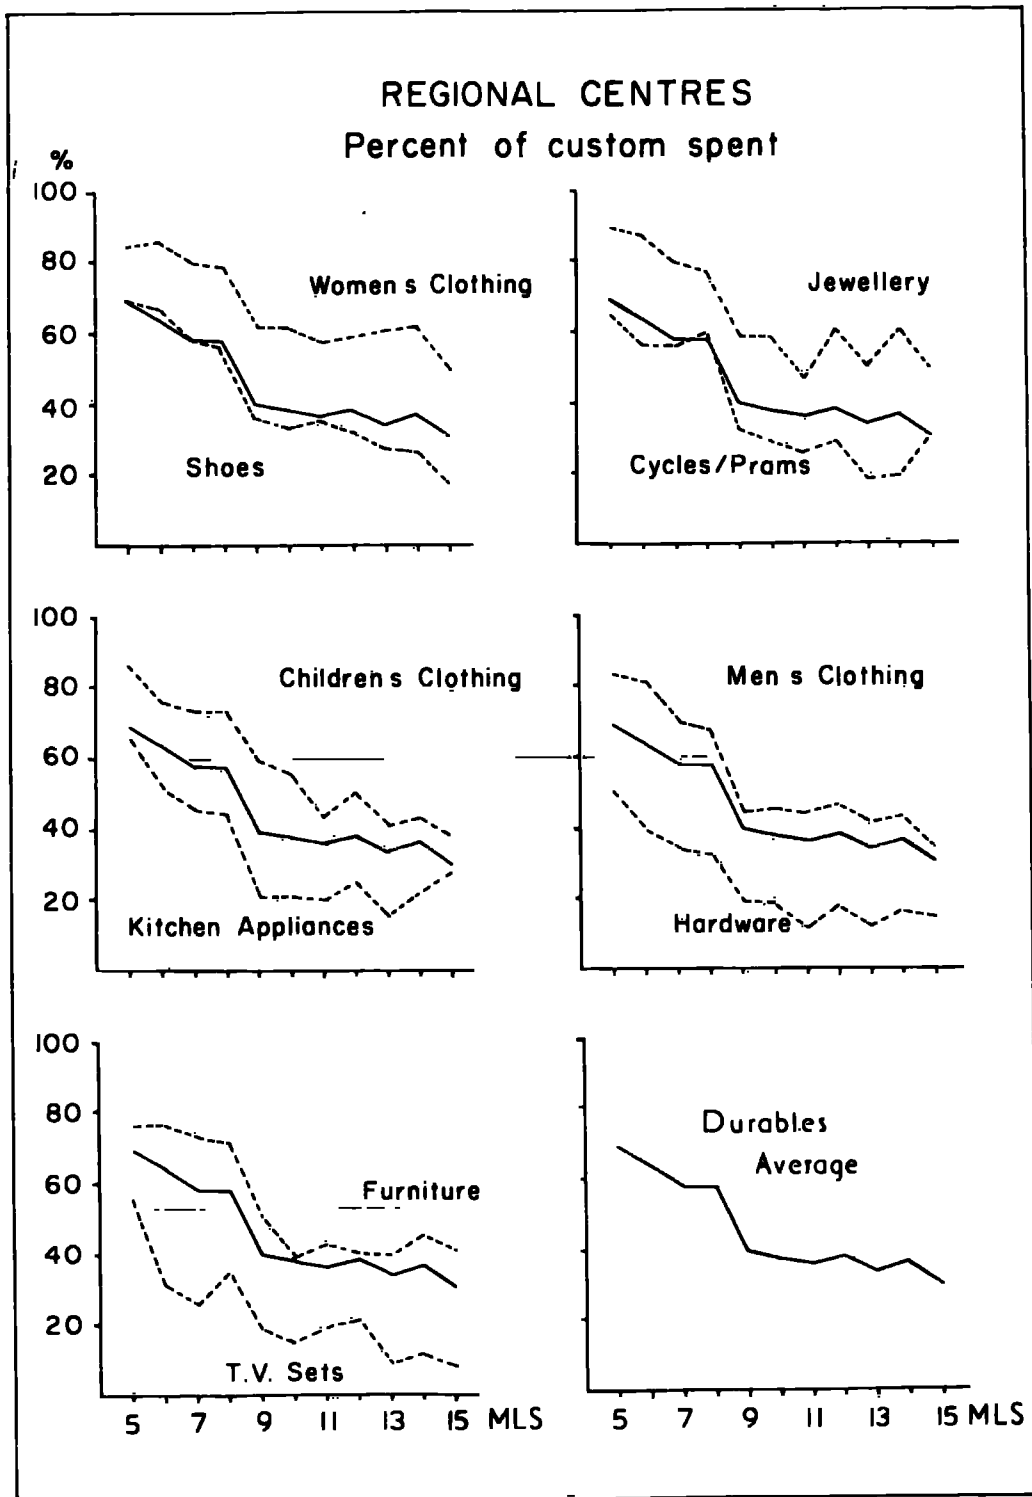 REGIONAL CENTRES
Percent of custom spent
%
100
80
60
40
20
Women s Clothing
Shoes
Jewellery
Cycles/Prams
100
80
60
40
20
Children s Clothing
Kitchen Appliances
Men s Clothing
Hardware
100
80
60
40
20
Furniture
T.V. Sets
5 7 9 11 13 15 MLS
Durables
Average
5 7 9 11 13 15 MLS